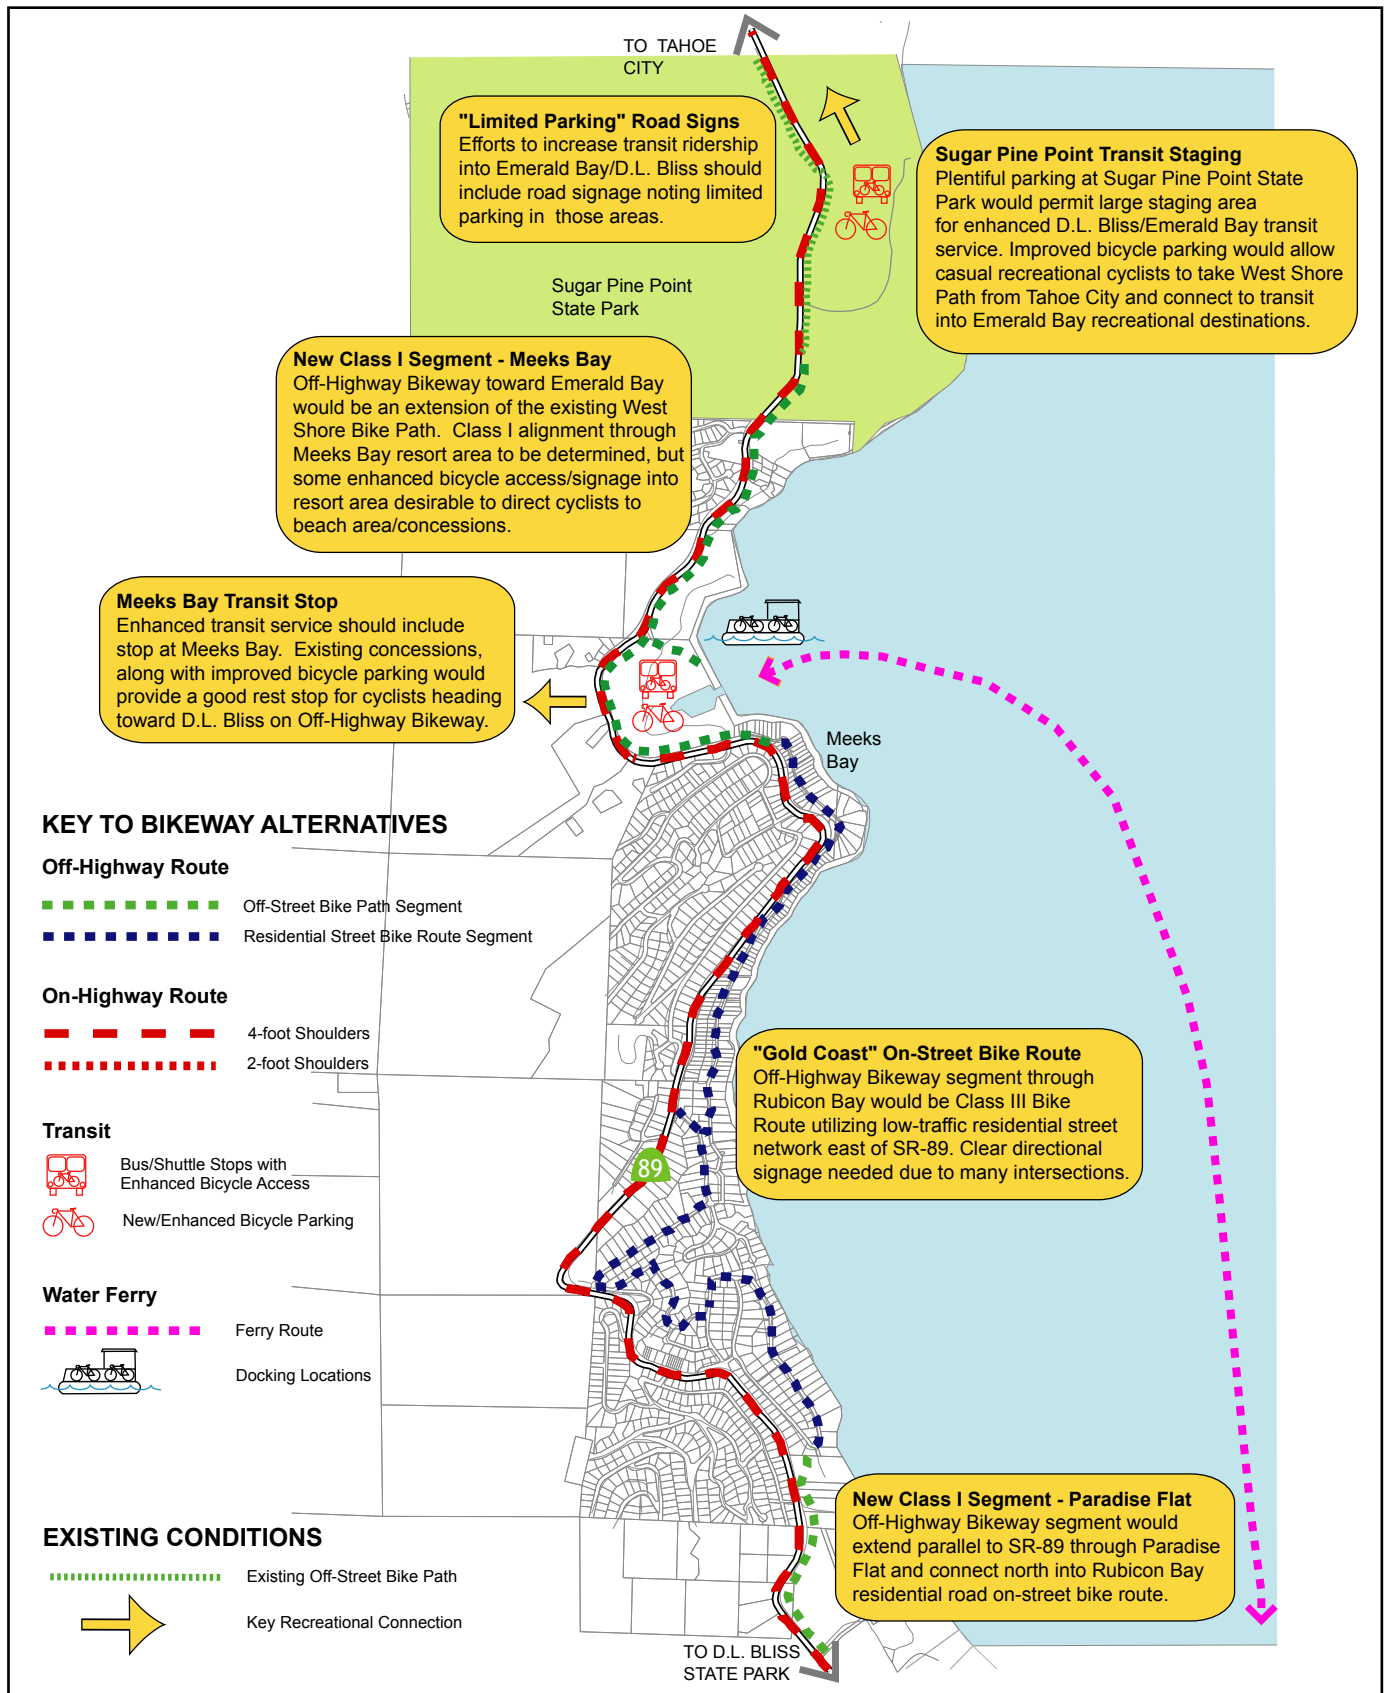 TO TAHOE
CITY
"Limited Parking" Road Signs
Efforts to increase transit ridership
into Emerald Bay/D.L. Bliss should
include road signage noting limited
parking in those areas.
Sugar Pine Point Transit Staging
Plentiful parking at Sugar Pine Point State
Park would permit large staging area
for enhanced D.L. Bliss/Emerald Bay transit
service. Improved bicycle parking would allow
casual recreational cyclists to take West Shore
Path from Tahoe City and connect to transit
into Emerald Bay recreational destinations.
Sugar Pine Point
State Park
New Class I Segment - Meeks Bay
Off-Highway Bikeway toward Emerald Bay
would be an extension of the existing West
Shore Bike Path. Class I alignment through
Meeks Bay resort area to be determined, but
some enhanced bicycle access/signage into
resort area desirable to direct cyclists to
beach area/concessions.
Meeks Bay Transit Stop
Enhanced transit service should include
stop at Meeks Bay. Existing concessions,
along with improved bicycle parking would
provide a good rest stop for cyclists heading
toward D.L. Bliss on Off-Highway Bikeway.
Meeks
Bay
KEY TO BIKEWAY ALTERNATIVES
Off-Highway Route
Off-Street Bike Path Segment
Residential Street Bike Route Segment
On-Highway Route
4-foot Shoulders
2-foot Shoulders
"Gold Coast" On-Street Bike Route
Off-Highway Bikeway segment through
Rubicon Bay would be Class III Bike
Route utilizing low-traffic residential street
network east of SR-89. Clear directional
signage needed due to many intersections.
Transit
Bus/Shuttle Stops with
Enhanced Bicycle Access
New/Enhanced Bicycle Parking
89
Water Ferry
Ferry Route
Docking Locations
New Class I Segment - Paradise Flat
Off-Highway Bikeway segment would
extend parallel to SR-89 through Paradise
Flat and connect north into Rubicon Bay
residential road on-street bike route.
EXISTING CONDITIONS
Existing Off-Street Bike Path
Key Recreational Connection
TO D.L. BLISS
STATE PARK